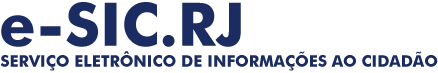 e-SIC.RJ
SERVIÇO ELETRÔNICO DE INFORMAÇÕES AO CIDADÃO